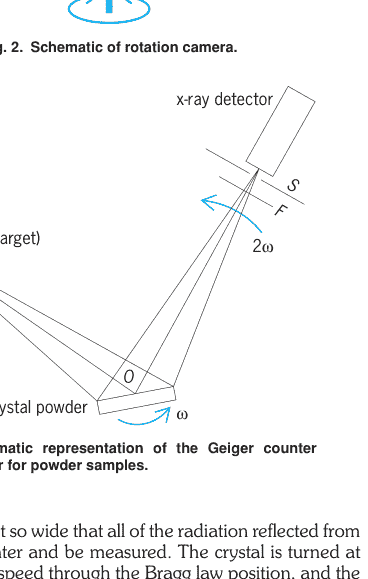 g. 2. Schematic of rotation camera.
x-ray detector
S
F
2ω
arget)
O
ystal powder
ω
matic representation of the Geiger counter
r for powder samples.
t so wide that all of the radiation reflected from
ter and be measured. The crystal is turned at
speed through the Bragg law position, and the